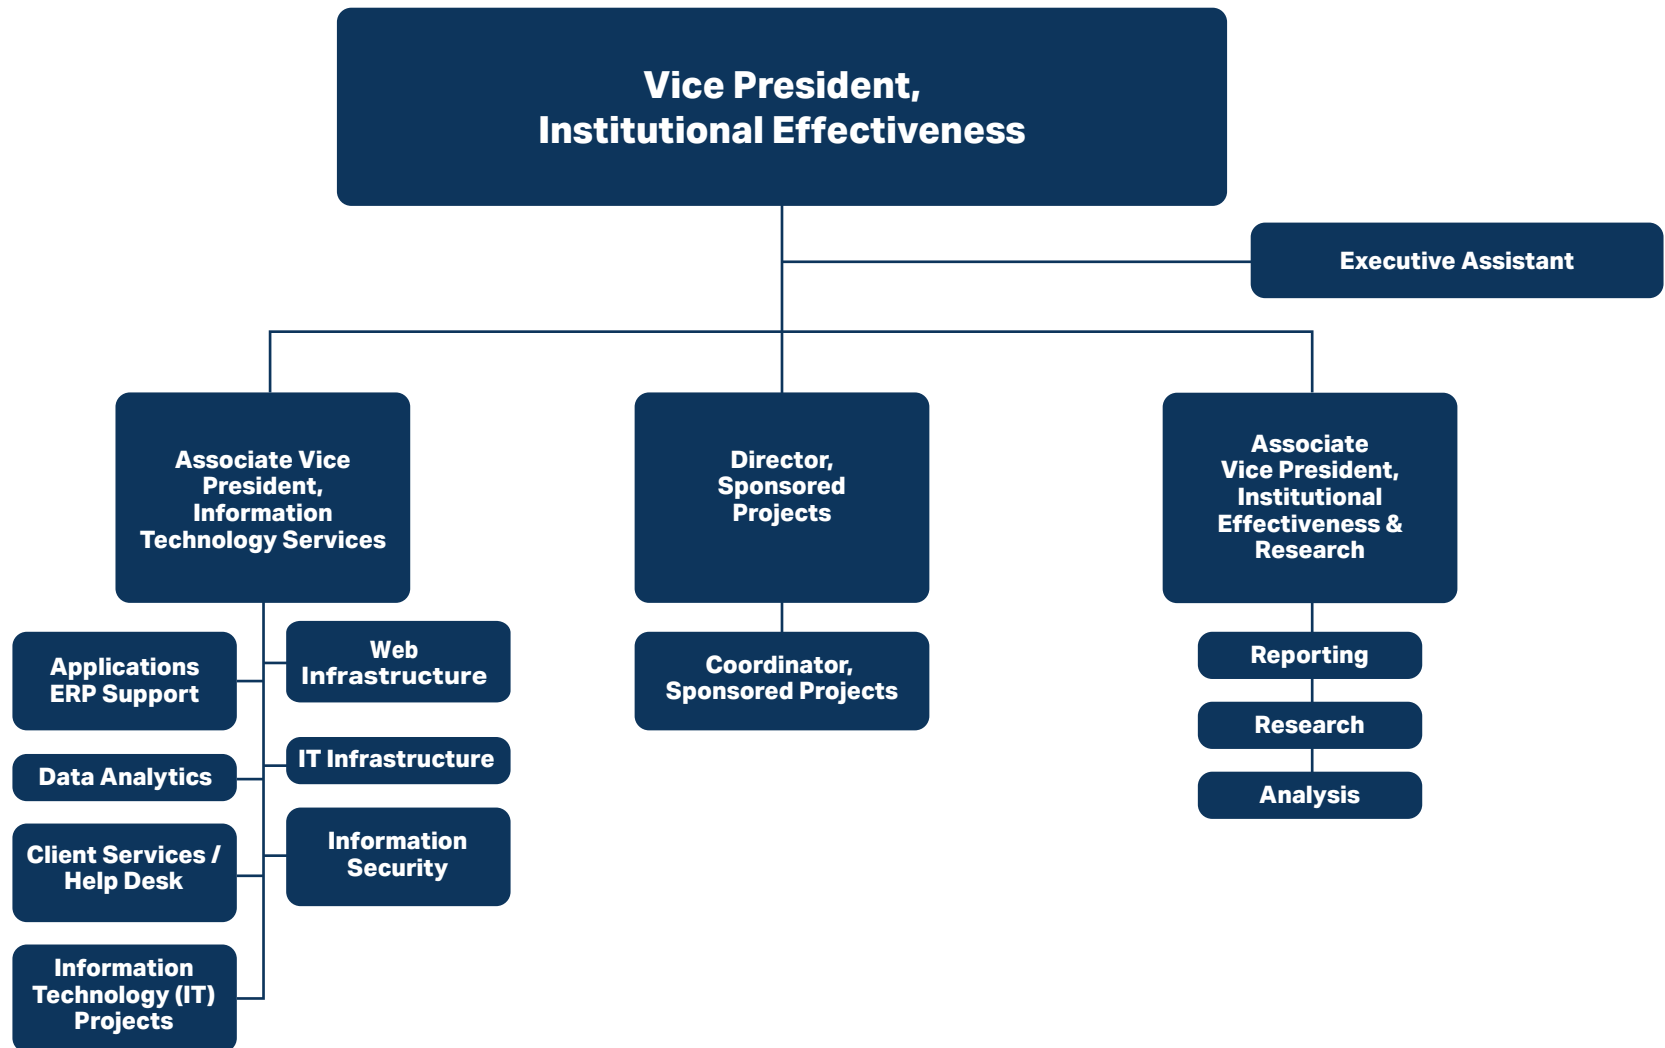 Vice President,
Institutional Effectiveness
Executive Assistant
Associate Vice
President,
Information
Technology Services
Director,
Sponsored
Projects
Associate
Vice President,
Institutional
Effectiveness &
Research
Applications
ERP Support
Web
Infrastructure
Data Analytics
IT Infrastructure
Client Services /
Help Desk
Information
Security
Information
Technology (IT)
Projects
Coordinator,
Sponsored Projects
Reporting
Research
Analysis